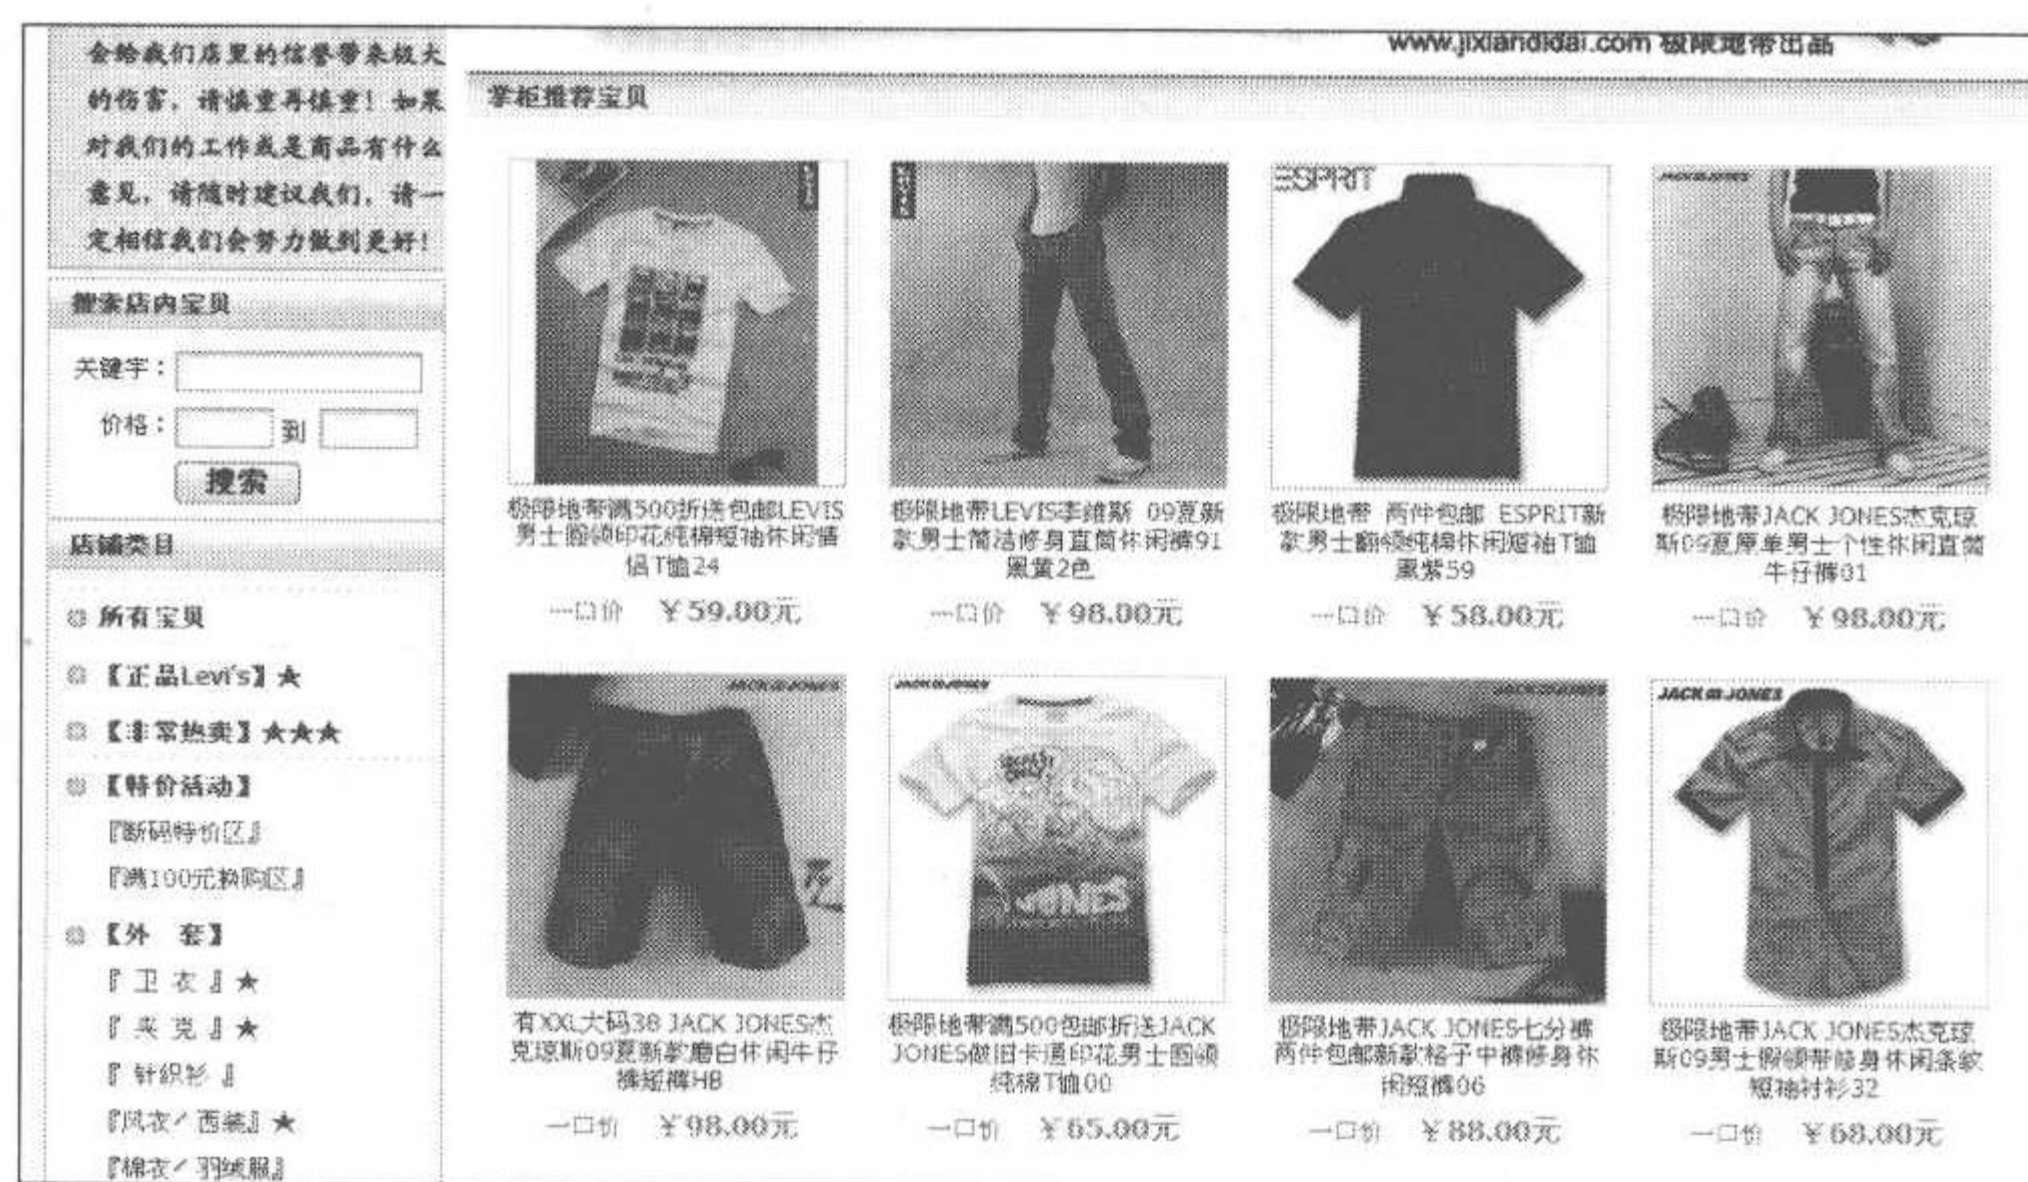 会给我们店里的信誉带来极大
的伤害，请慎重再慎重！如果
对我们的工作或是商品有什么
意见，请随时建议我们，请一
定相信我们会努力做到更好！
搜索店内宝贝
关键字：
价格： 到
搜索
店铺类目
所有宝贝
【正品Levi's】★
【非常热卖】★★★
【特价活动】
『断码特价区』
『满100元换购区』
【外 套】
『卫 衣』★
『夹 克』★
『针织衫』
『风衣／西装』★
『棉衣／羽绒服』
www.jixiandidai.com 极限地带出品
掌柜推荐宝贝
ESPRIT
JACK JONES
极限地带满500折送包邮LEVIS
男士圆领印花纯棉短袖休闲情
侣T恤24
一口价 ￥59.00元
极限地带LEVIS李维斯 09夏新
款男士简洁修身直筒休闲裤91
黑黄2色
一口价 ￥98.00元
极限地带 两件包邮 ESPRIT新
款男士翻领纯棉休闲短袖T恤
黑紫59
一口价 ￥58.00元
极限地带JACK JONES杰克琼
斯09夏原单男士个性休闲直筒
牛仔裤01
一口价 ￥98.00元
JACK JONES
JACK JONES
JONES
JACK JONES
JACK JONES
有XXL大码38 JACK JONES杰
克琼斯09夏新款磨白休闲牛仔
裤短裤HB
一口价 ￥98.00元
极限地带满500包邮折送JACK
JONES做旧卡通印花男士圆领
纯棉T恤00
一口价 ￥65.00元
极限地带JACK JONES七分裤
两件包邮新款格子中裤修身休
闲短裤06
一口价 ￥88.00元
极限地带JACK JONES杰克琼
斯09男士假领带修身休闲条纹
短袖衬衫32
一口价 ￥68.00元